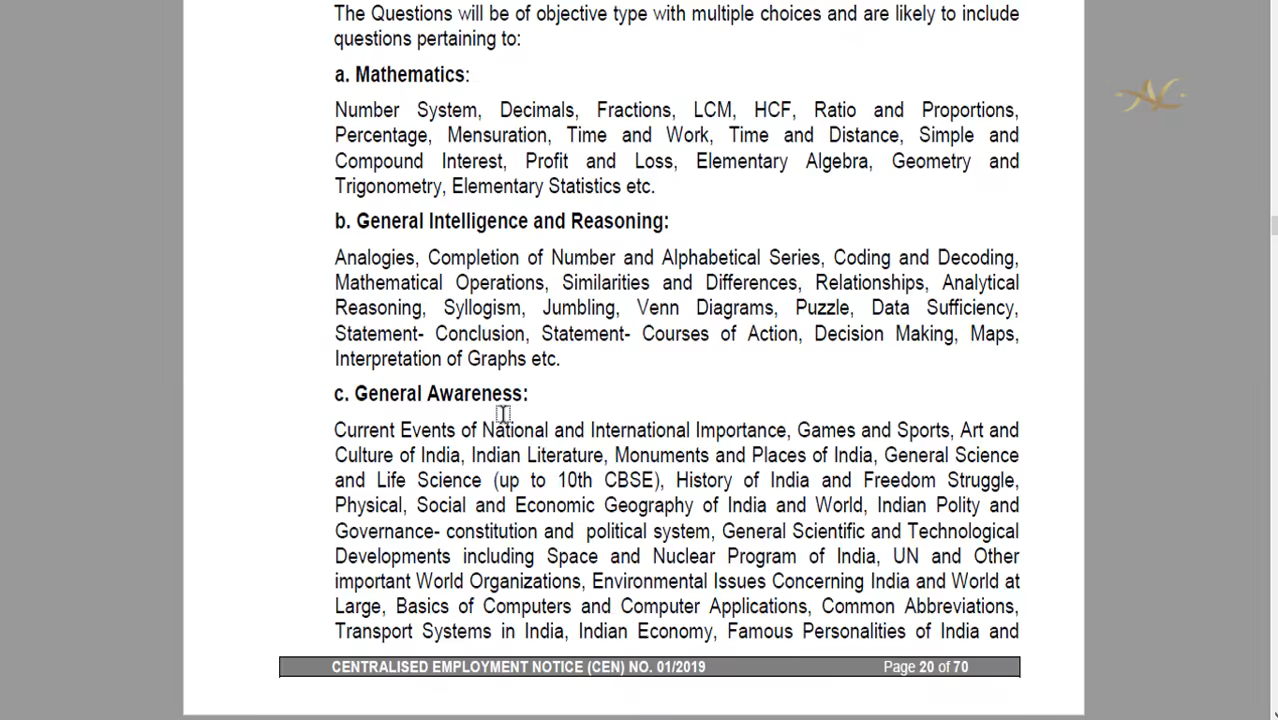 The Questions will be of objective type with multiple choices and are likely to include
questions pertaining to:
a. Mathematics:
Number System, Decimals, Fractions, LCM, HCF, Ratio and Proportions,
Percentage, Mensuration, Time and Work, Time and Distance, Simple and
Compound Interest, Profit and Loss, Elementary Algebra, Geometry and
Trigonometry, Elementary Statistics etc.
b. General Intelligence and Reasoning:
Analogies, Completion of Number and Alphabetical Series, Coding and Decoding,
Mathematical Operations, Similarities and Differences, Relationships, Analytical
Reasoning, Syllogism, Jumbling, Venn Diagrams, Puzzle, Data Sufficiency,
Statement- Conclusion, Statement- Courses of Action, Decision Making, Maps,
Interpretation of Graphs etc.
c. General Awareness:
Current Events of National and International Importance, Games and Sports, Art and
Culture of India, Indian Literature, Monuments and Places of India, General Science
and Life Science (up to 10th CBSE), History of India and Freedom Struggle,
Physical, Social and Economic Geography of India and World, Indian Polity and
Governance- constitution and political system, General Scientific and Technological
Developments including Space and Nuclear Program of India, UN and Other
important World Organizations, Environmental Issues Concerning India and World at
Large, Basics of Computers and Computer Applications, Common Abbreviations,
Transport Systems in India, Indian Economy, Famous Personalities of India and
CENTRALISED EMPLOYMENT NOTICE (CEN) NO. 01/2019 Page 20 of 70